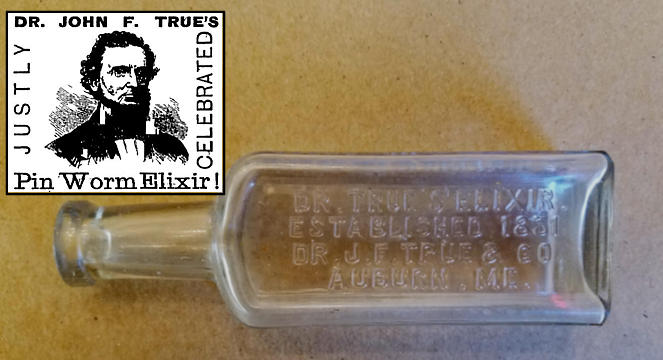 DR. JOHN F. TRUE'S
JUSTLY
CELEBRATED
Pin Worm Elixir!
DR. TRUE'S ELIXIR.
ESTABLISHED 1851
DR. J. F. TRUE & CO.
AUBURN . ME.